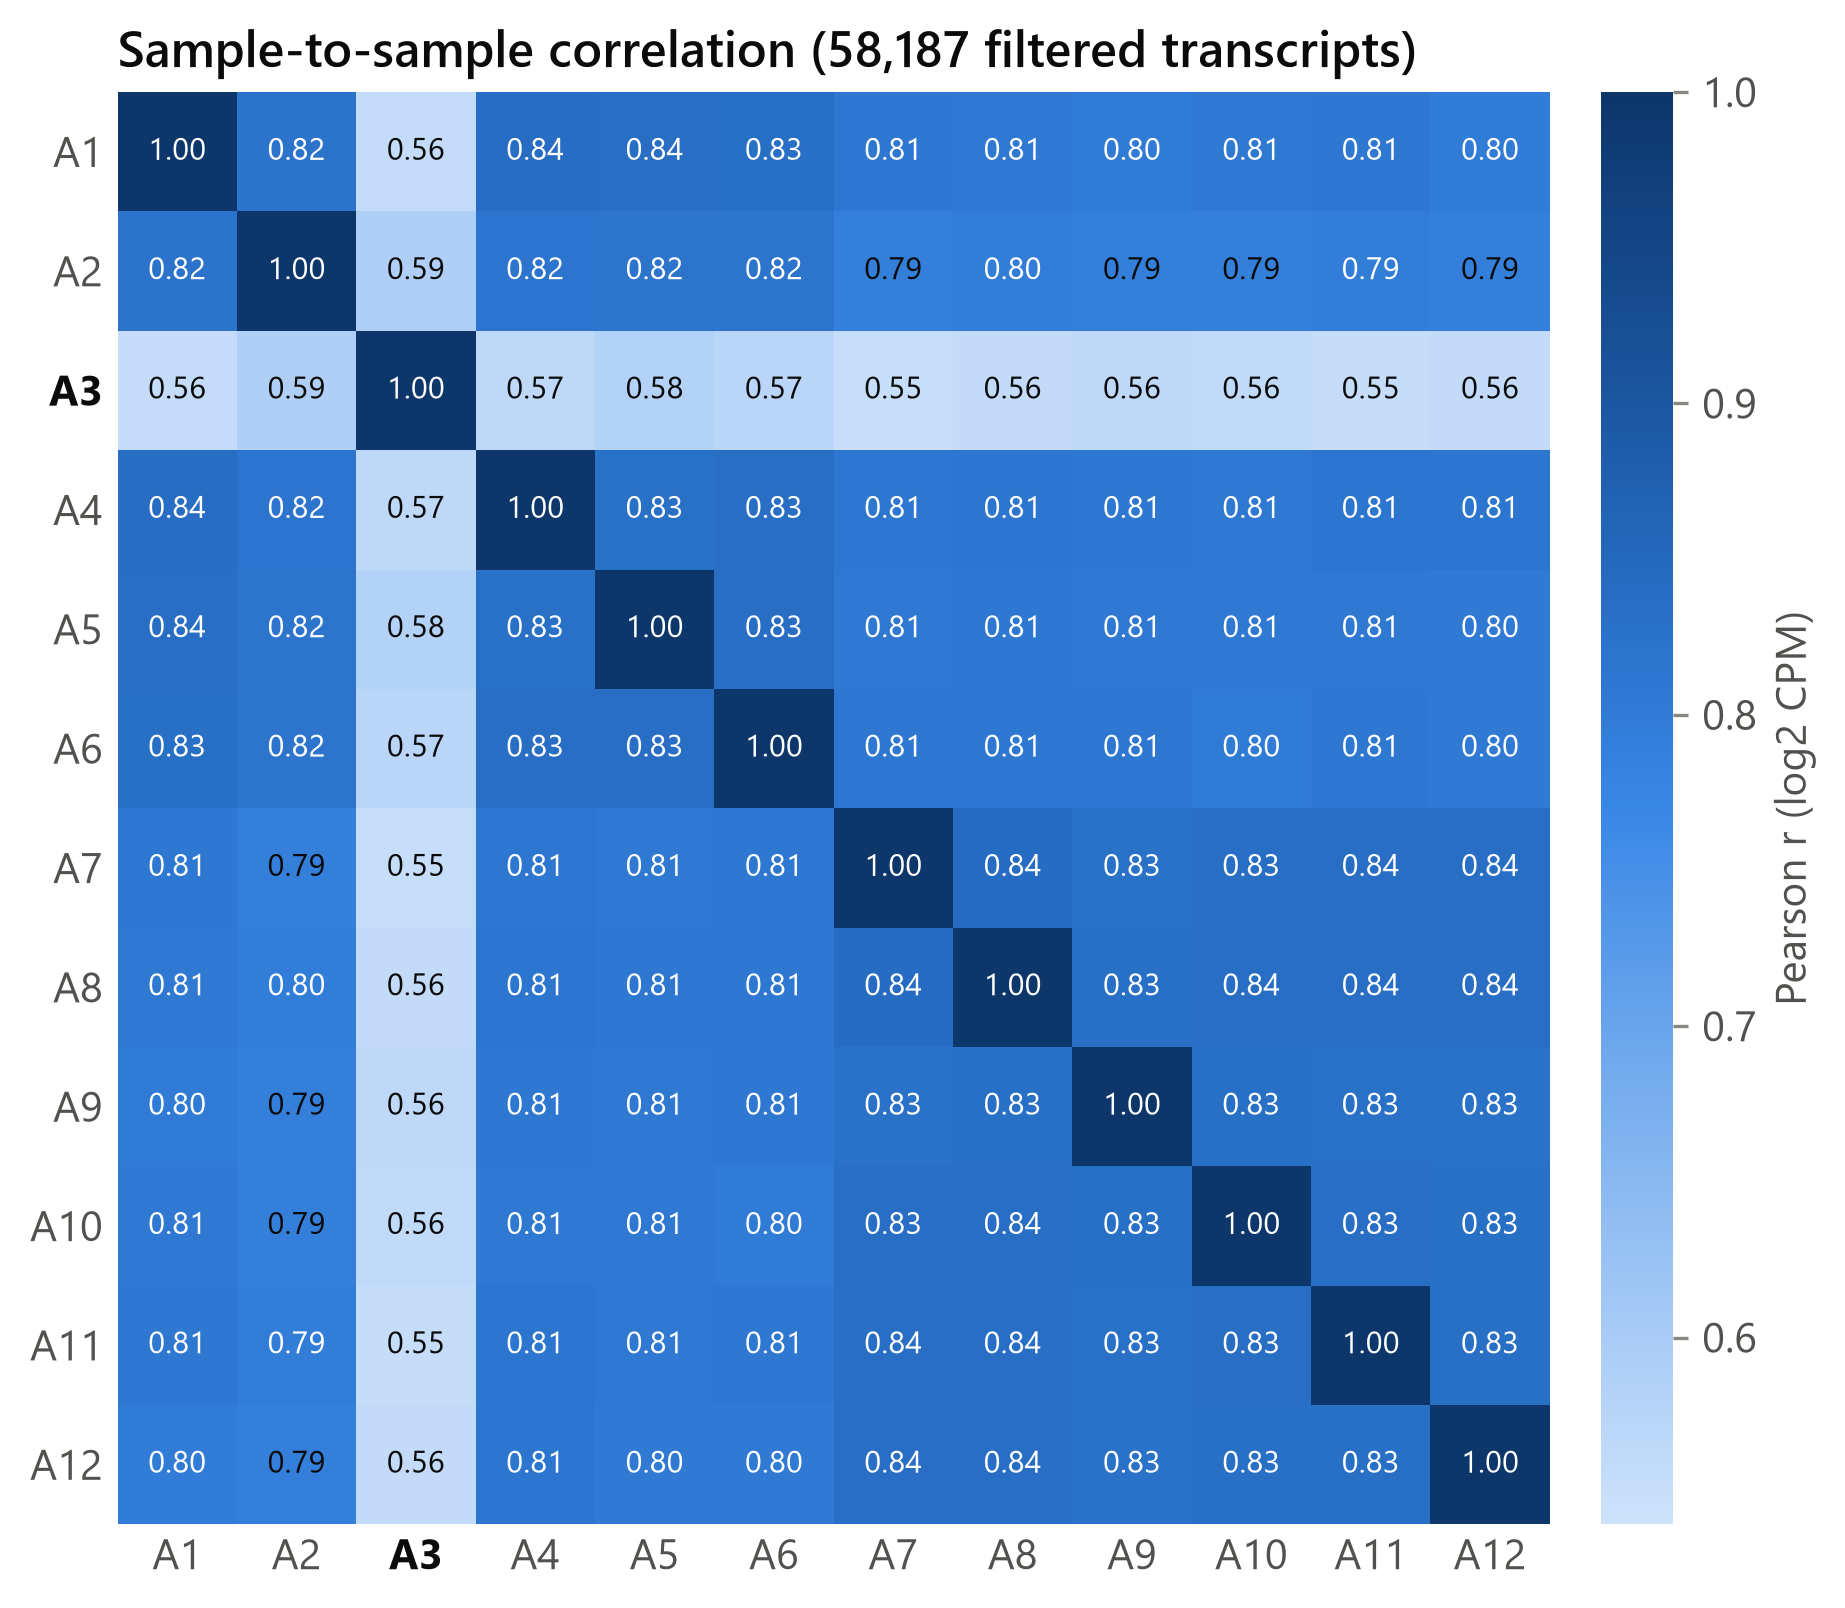 Sample-to-sample correlation (58,187 filtered transcripts)
A1 1.00 0.82 0.56 0.84 0.84 0.83 0.81 0.81 0.80 0.81 0.81 0.80
A2 0.82 1.00 0.59 0.82 0.82 0.82 0.79 0.80 0.79 0.79 0.79 0.79
A3 0.56 0.59 1.00 0.57 0.58 0.57 0.55 0.56 0.56 0.56 0.55 0.56
A4 0.84 0.82 0.57 1.00 0.83 0.83 0.81 0.81 0.81 0.81 0.81 0.81
A5 0.84 0.82 0.58 0.83 1.00 0.83 0.81 0.81 0.81 0.81 0.81 0.80
A6 0.83 0.82 0.57 0.83 0.83 1.00 0.81 0.81 0.81 0.80 0.81 0.80
A7 0.81 0.79 0.55 0.81 0.81 0.81 1.00 0.84 0.83 0.83 0.84 0.84
A8 0.81 0.80 0.56 0.81 0.81 0.81 0.84 1.00 0.83 0.84 0.84 0.84
A9 0.80 0.79 0.56 0.81 0.81 0.81 0.83 0.83 1.00 0.83 0.83 0.83
A10 0.81 0.79 0.56 0.81 0.81 0.80 0.83 0.84 0.83 1.00 0.83 0.83
A11 0.81 0.79 0.55 0.81 0.81 0.81 0.84 0.84 0.83 0.83 1.00 0.83
A12 0.80 0.79 0.56 0.81 0.80 0.80 0.84 0.84 0.83 0.83 0.83 1.00
A1 A2 A3 A4 A5 A6 A7 A8 A9 A10 A11 A12
1.0
0.9
0.8
0.7
0.6
Pearson r (log2 CPM)